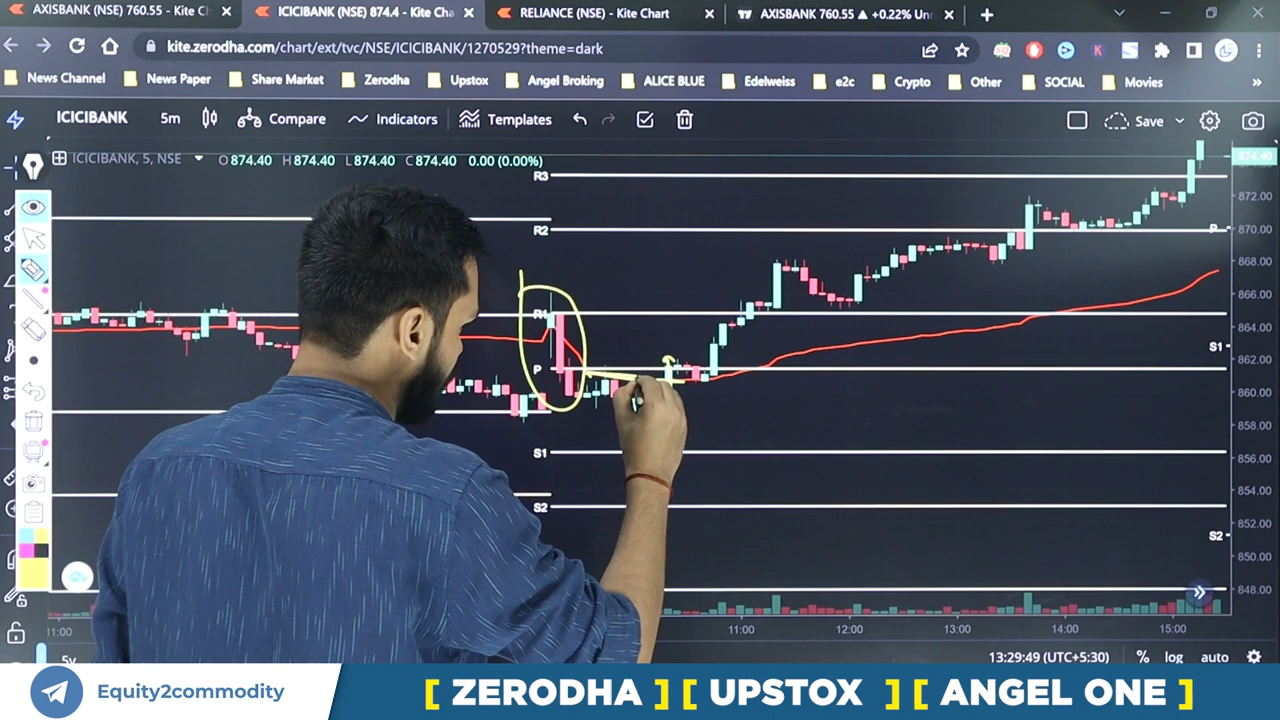 AXISBANK (NSE) 760.55 - Kite C
ICICIBANK (NSE) 874.4 - Kite Cha
RELIANCE (NSE) - Kite Chart
AXISBANK 760.55 ▲ +0.22% Un
kite.zerodha.com/chart/ext/tvc/NSE/ICICIBANK/1270529?theme=dark
News Channel
News Paper
Share Market
Zerodha
Upstox
Angel Broking
ALICE BLUE
Edelweiss
e2c
Crypto
Other
SOCIAL
Movies
»
ICICIBANK
5m
Compare
Indicators
Templates
Save
ICICIBANK, 5, NSE
O 874.40 H 874.40 L 874.40 C 874.40 0.00 (0.00%)
874.40
R3
872.00
R2
P
870.00
868.00
866.00
R1
864.00
S1
862.00
P
860.00
858.00
S1
856.00
854.00
S2
852.00
S2
850.00
848.00
11:00
11:00
12:00
13:00
14:00
15:00
5y
13:29:49 (UTC+5:30)
%
log
auto
Equity2commodity
[ ZERODHA ] [ UPSTOX ] [ ANGEL ONE ]